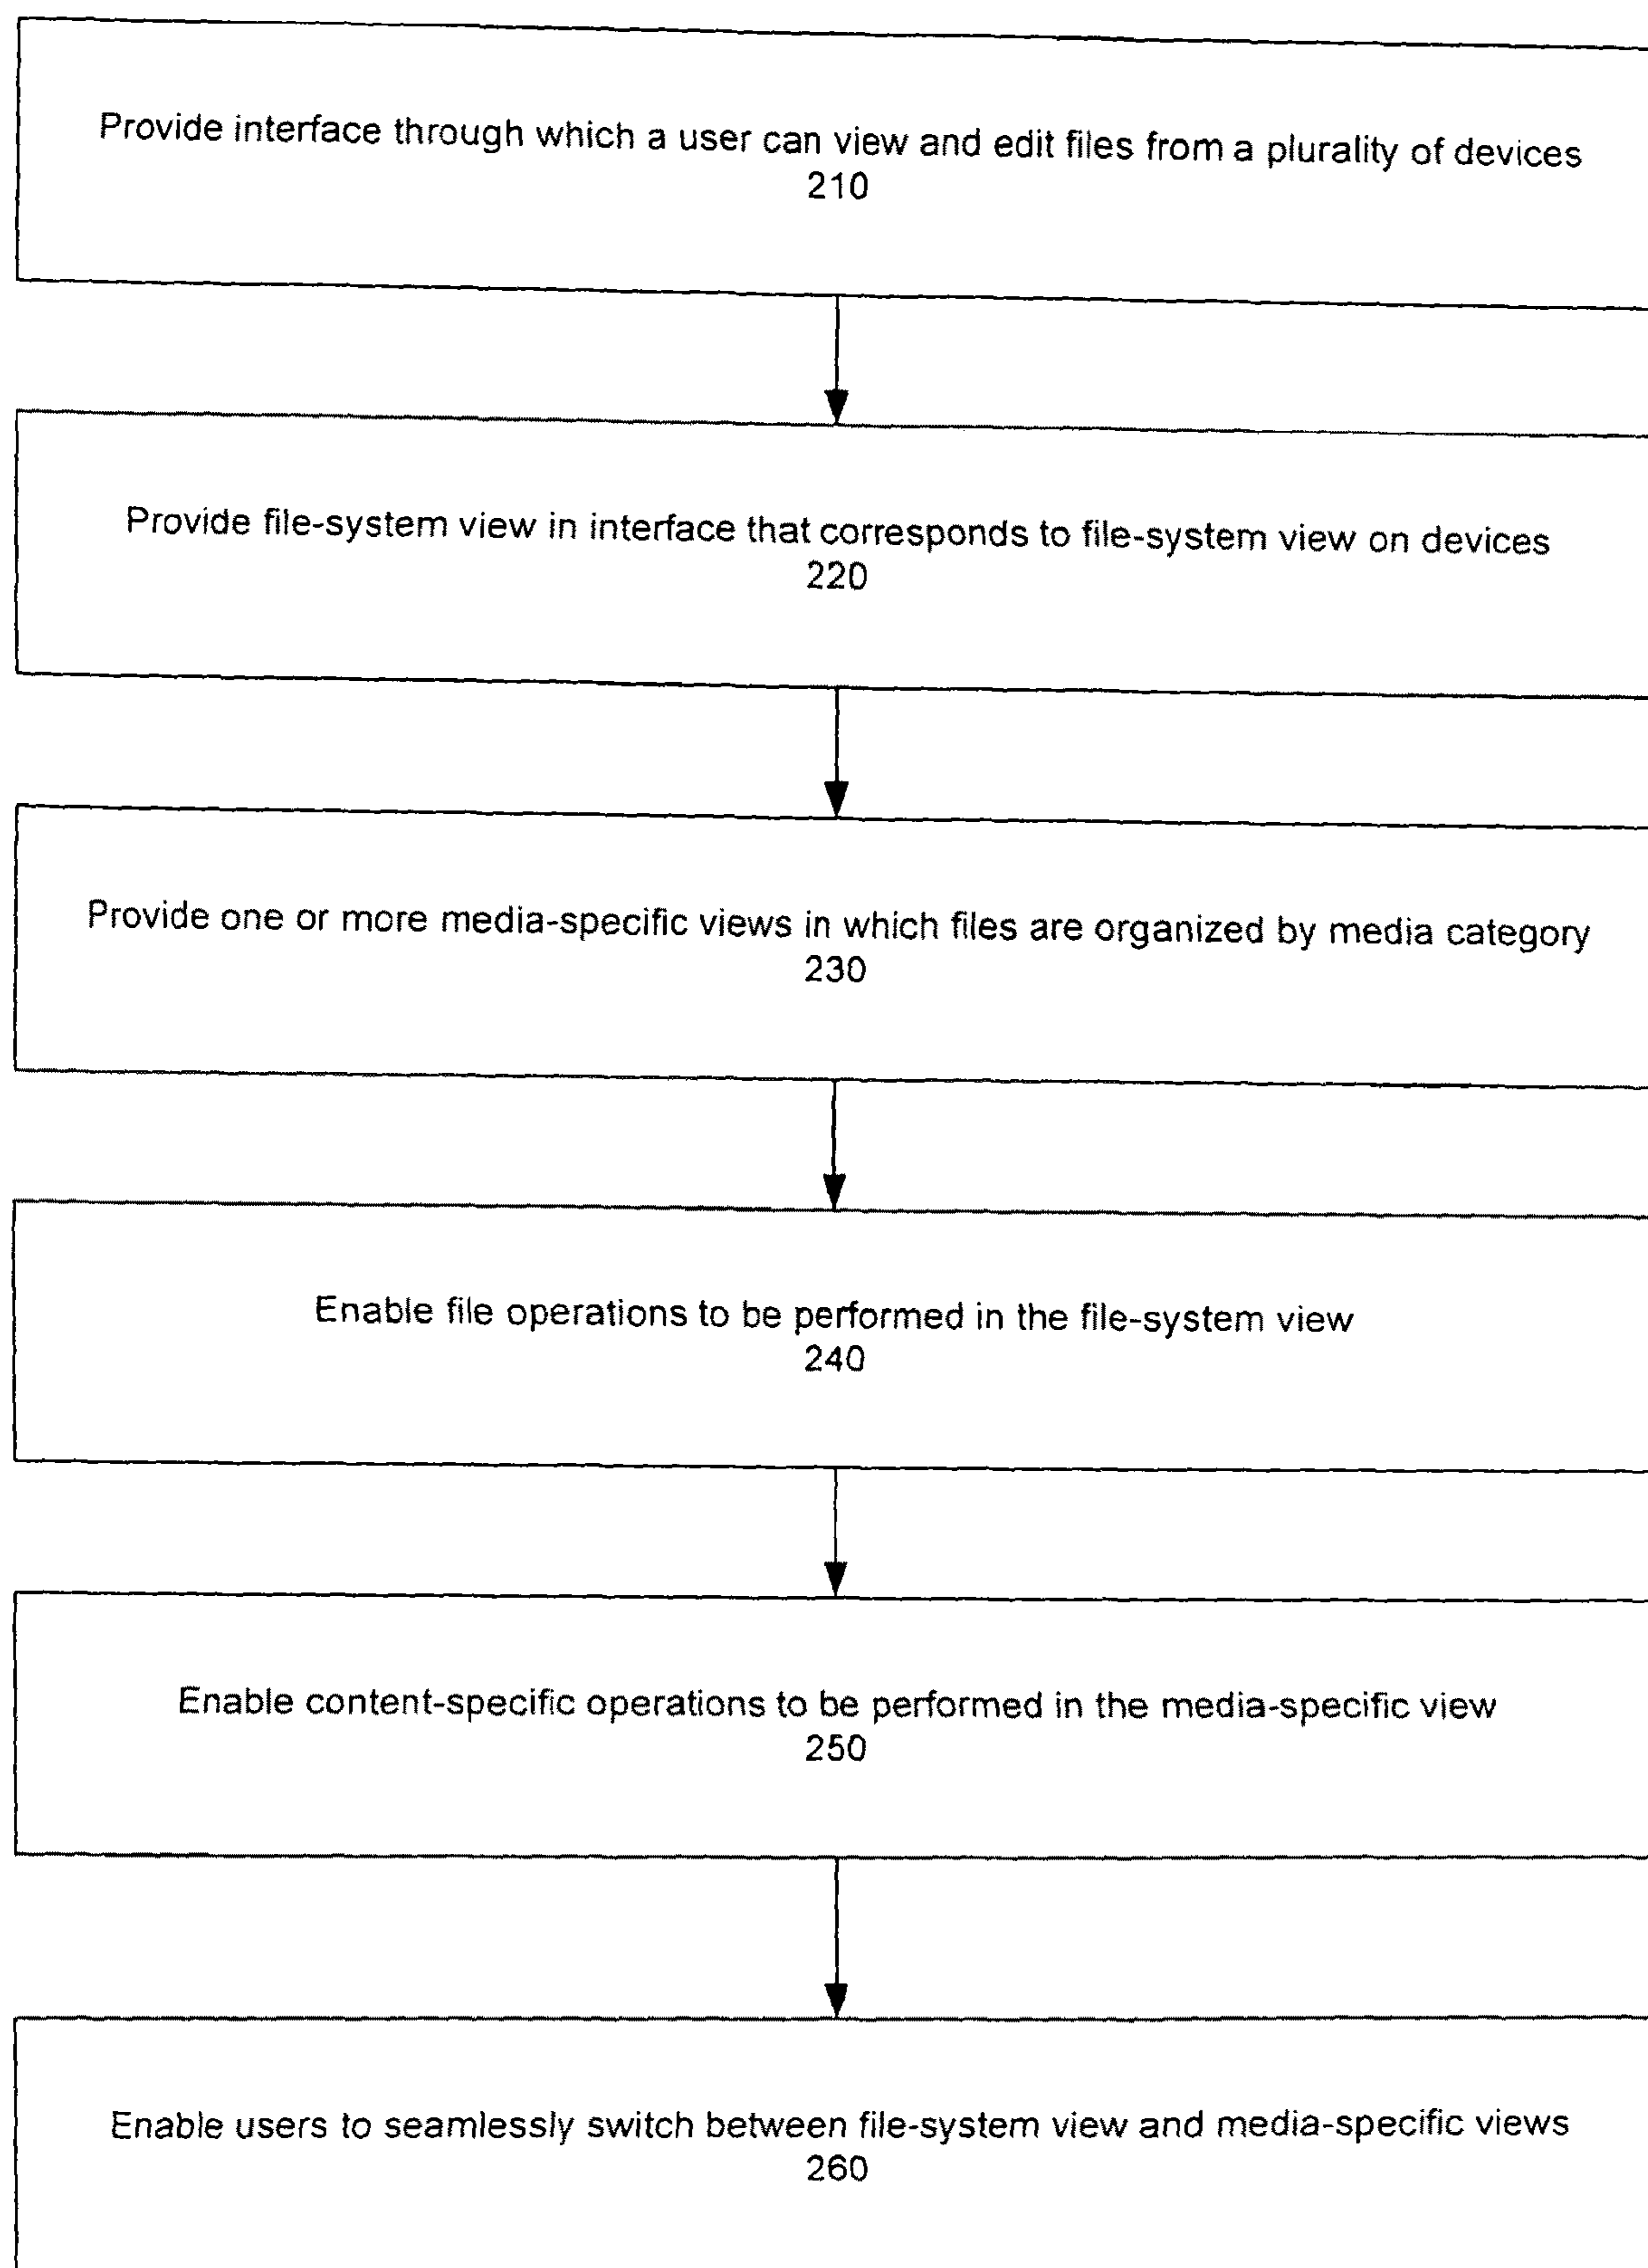 Provide interface through which a user can view and edit files from a plurality of devices
210
Provide file-system view in interface that corresponds to file-system view on devices
220
Provide one or more media-specific views in which files are organized by media category
230
Enable file operations to be performed in the file-system view
240
Enable content-specific operations to be performed in the media-specific view
250
Enable users to seamlessly switch between file-system view and media-specific views
260